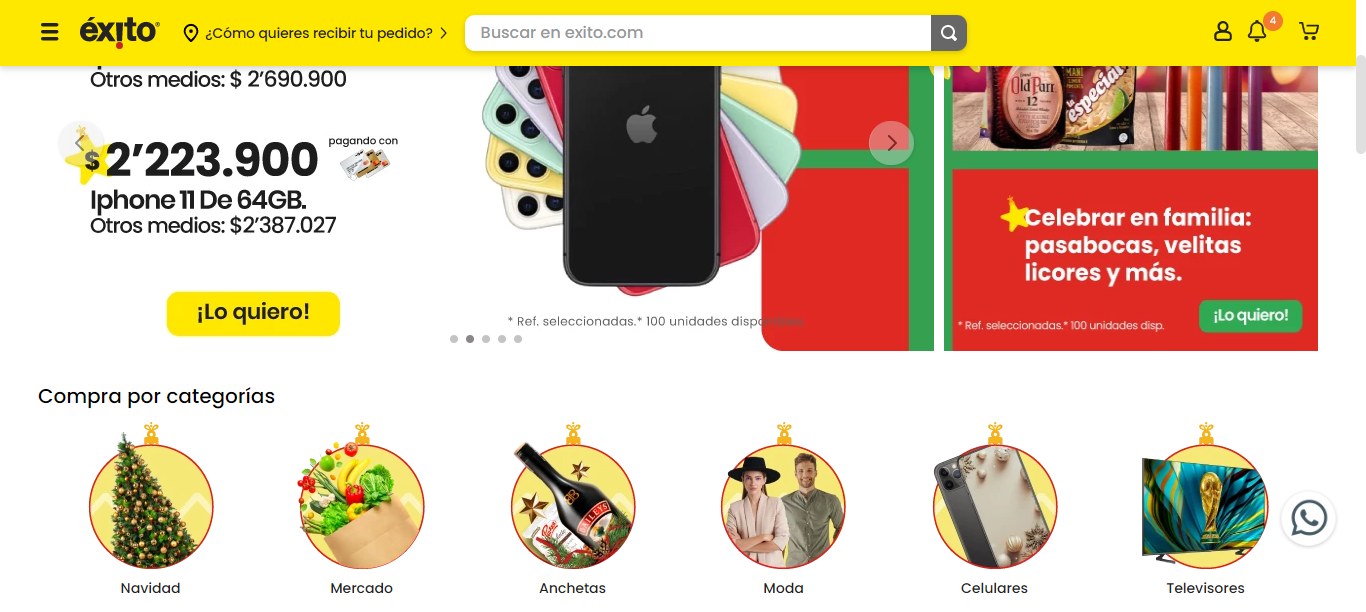 éxito
¿Cómo quieres recibir tu pedido?
Buscar en exito.com
4
Otros medios: $ 2’690.900
$2’223.900
pagando con
Iphone 11 De 64GB.
Otros medios: $2’387.027
¡Lo quiero!
* Ref. seleccionadas.* 100 unidades disponibles
Old Parr
12
la especial
MANI
Celebrar en familia:
pasabocas, velitas
licores y más.
* Ref. seleccionadas.* 100 unidades disp.
¡Lo quiero!
Compra por categorías
BAILEYS
Navidad
Mercado
Anchetas
Moda
Celulares
Televisores